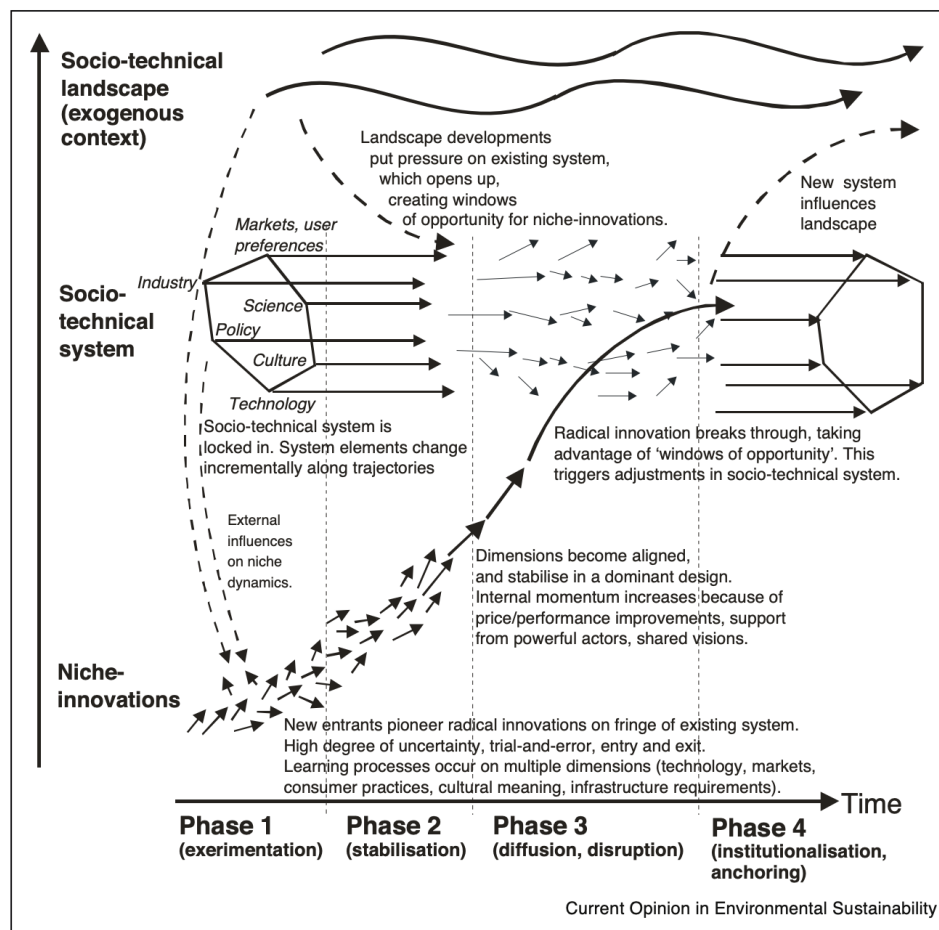 Socio-technical
landscape
(exogenous
context)
Landscape developments
put pressure on existing system,
which opens up,
creating windows
of opportunity for niche-innovations.
New system
influences
landscape
Markets, user
preferences
Industry
Science
Policy
Culture
Technology
Socio-
technical
system
Socio-technical system is
locked in. System elements change
incrementally along trajectories
Radical innovation breaks through, taking
advantage of ‘windows of opportunity’. This
triggers adjustments in socio-technical system.
External
influences
on niche
dynamics.
Dimensions become aligned,
and stabilise in a dominant design.
Internal momentum increases because of
price/performance improvements, support
from powerful actors, shared visions.
Niche-
innovations
New entrants pioneer radical innovations on fringe of existing system.
High degree of uncertainty, trial-and-error, entry and exit.
Learning processes occur on multiple dimensions (technology, markets,
consumer practices, cultural meaning, infrastructure requirements).
Time
Phase 1
(exerimentation)
Phase 2
(stabilisation)
Phase 3
(diffusion, disruption)
Phase 4
(institutionalisation,
anchoring)
Current Opinion in Environmental Sustainability